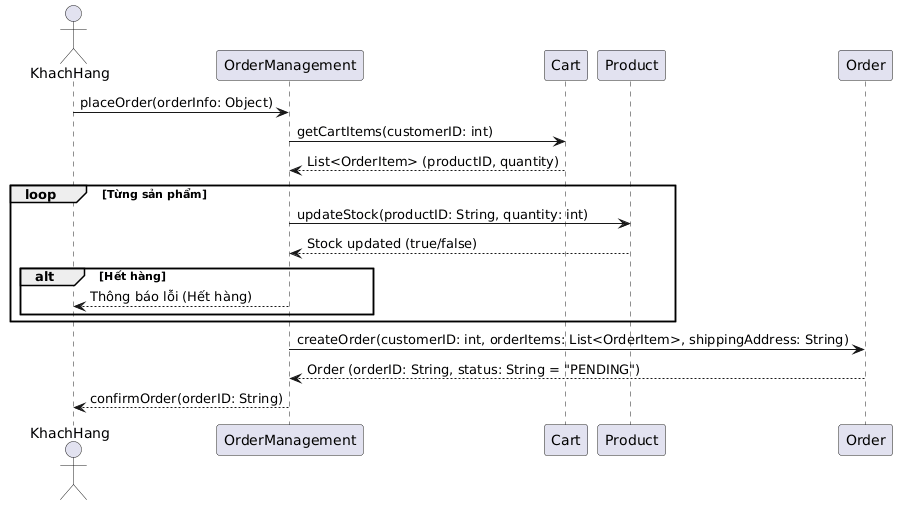 KhachHang
OrderManagement
Cart
Product
Order
placeOrder(orderInfo: Object)
getCartItems(customerID: int)
List<OrderItem> (productID, quantity)
loop [Từng sản phẩm]
updateStock(productID: String, quantity: int)
Stock updated (true/false)
alt [Hết hàng]
Thông báo lỗi (Hết hàng)
createOrder(customerID: int, orderItems: List<OrderItem>, shippingAddress: String)
Order (orderID: String, status: String = "PENDING")
confirmOrder(orderID: String)
KhachHang
OrderManagement
Cart
Product
Order